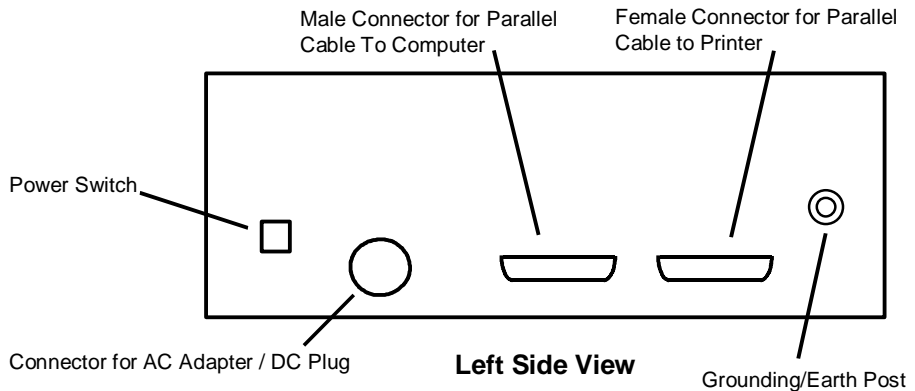 Male Connector for Parallel
Cable To Computer
Female Connector for Parallel
Cable to Printer
Power Switch
Connector for AC Adapter / DC Plug
Left Side View
Grounding/Earth Post